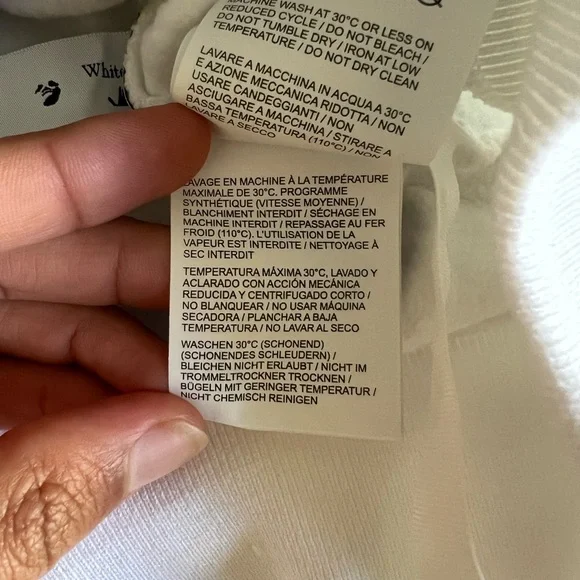 White
MACHINE WASH AT 30°C OR LESS ON
REDUCED CYCLE / DO NOT BLEACH /
DO NOT TUMBLE DRY / IRON AT LOW
TEMPERATURE / DO NOT DRY CLEAN
LAVARE A MACCHINA IN ACQUA A 30°C
E AZIONE MECCANICA RIDOTTA / NON
USARE CANDEGGIANTI / NON
ASCIUGARE A MACCHINA / STIRARE A
BASSA TEMPERATURA (110°C) / NON
LAVARE A SECCO
LAVAGE EN MACHINE À LA TEMPÉRATURE
MAXIMALE DE 30°C. PROGRAMME
SYNTHÉTIQUE (VITESSE MOYENNE) /
BLANCHIMENT INTERDIT / SÉCHAGE EN
MACHINE INTERDIT / REPASSAGE AU FER
FROID (110°C). L'UTILISATION DE LA
VAPEUR EST INTERDITE / NETTOYAGE À
SEC INTERDIT
TEMPERATURA MÁXIMA 30°C, LAVADO Y
ACLARADO CON ACCIÓN MECÂNICA
REDUCIDA Y CENTRIFUGADO CORTO /
NO BLANQUEAR / NO USAR MÁQUINA
SECADORA / PLANCHAR A BAJA
TEMPERATURA / NO LAVAR AL SECO
WASCHEN 30°C (SCHONEND)
(SCHONENDES SCHLEUDERN) /
BLEICHEN NICHT ERLAUBT / NICHT IM
TROMMELTROCKNER TROCKNEN /
BÜGELN MIT GERINGER TEMPERATUR /
NICHT CHEMISCH REINIGEN